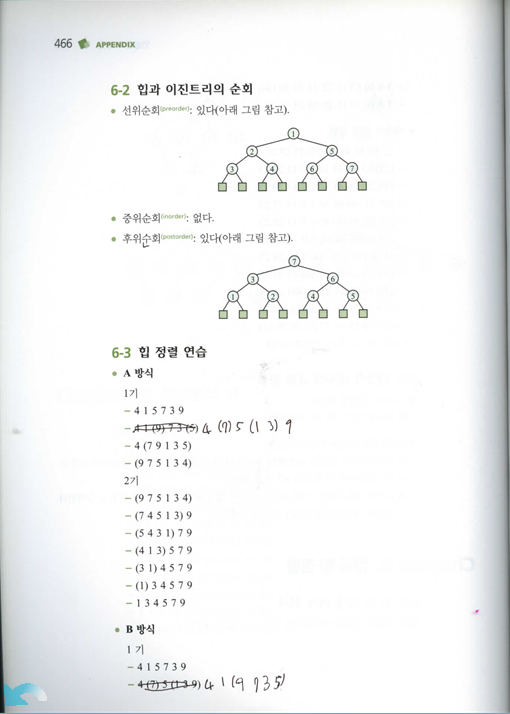 466 APPENDIX
6-2 힙과 이진트리의 순회
• 선위순회(preorder): 있다(아래 그림 참고).
1
2 5
3 4 6 7
• 중위순회(inorder): 없다.
• 후위순회(postorder): 있다(아래 그림 참고).
7
3 6
1 2 4 5
6-3 힙 정렬 연습
• A 방식
1기
– 4 1 5 7 3 9
– 4 1 (9) 7 3 (5) 4 (7) 5 (1 3) 9
– 4 (7 9 1 3 5)
– (9 7 5 1 3 4)
2기
– (9 7 5 1 3 4)
– (7 4 5 1 3) 9
– (5 4 3 1) 7 9
– (4 1 3) 5 7 9
– (3 1) 4 5 7 9
– (1) 3 4 5 7 9
– 1 3 4 5 7 9
• B 방식
1 기
– 4 1 5 7 3 9
– 4 (7) 5 (1 3 9) 4 1 (9 7 3 5)